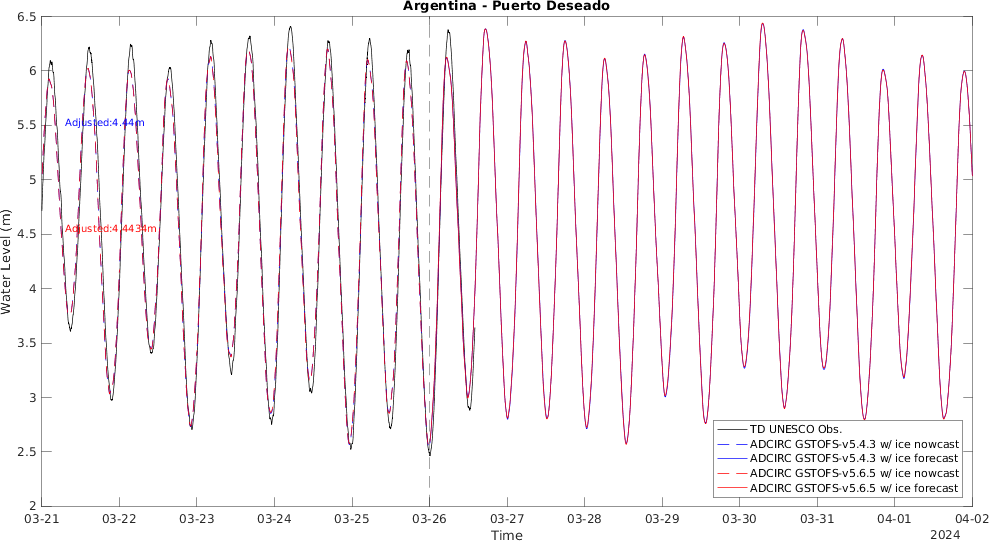 Argentina - Puerto Deseado
6.5
6
5.5
5
4.5
4
3.5
3
2.5
2
Water Level (m)
Adjusted:4.44m
Adjusted:4.4434m
TD UNESCO Obs.
ADCIRC GSTOFS-v5.4.3 w/ ice nowcast
ADCIRC GSTOFS-v5.4.3 w/ ice forecast
ADCIRC GSTOFS-v5.6.5 w/ ice nowcast
ADCIRC GSTOFS-v5.6.5 w/ ice forecast
03-21 03-22 03-23 03-24 03-25 03-26 03-27 03-28 03-29 03-30 03-31 04-01 04-02
Time
2024